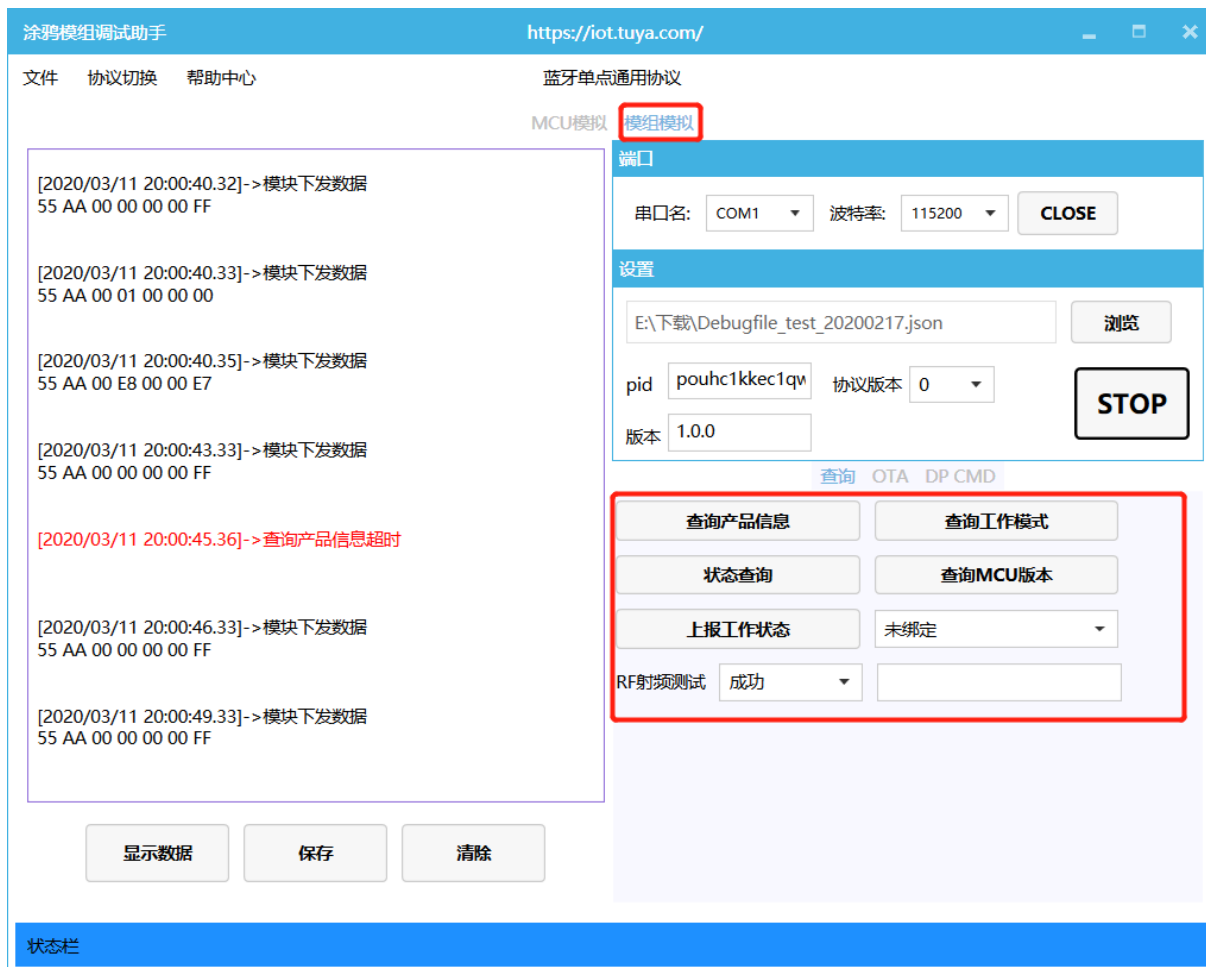 涂鸦模组调试助手 https://iot.tuya.com/
文件 协议切换 帮助中心 蓝牙单点通用协议
MCU模拟 模组模拟
[2020/03/11 20:00:40.32]->模块下发数据
55 AA 00 00 00 00 FF
[2020/03/11 20:00:40.33]->模块下发数据
55 AA 00 01 00 00 00
[2020/03/11 20:00:40.35]->模块下发数据
55 AA 00 E8 00 00 E7
[2020/03/11 20:00:43.33]->模块下发数据
55 AA 00 00 00 00 FF
[2020/03/11 20:00:45.36]->查询产品信息超时
[2020/03/11 20:00:46.33]->模块下发数据
55 AA 00 00 00 00 FF
[2020/03/11 20:00:49.33]->模块下发数据
55 AA 00 00 00 00 FF
显示数据 保存 清除
端口
串口名: COM1 波特率: 115200 CLOSE
设置
E:\下载\Debugfile_test_20200217.json 浏览
pid pouhc1kkec1qw 协议版本 0 STOP
版本 1.0.0
查询 OTA DP CMD
查询产品信息 查询工作模式
状态查询 查询MCU版本
上报工作状态 未绑定
RF射频测试 成功
状态栏